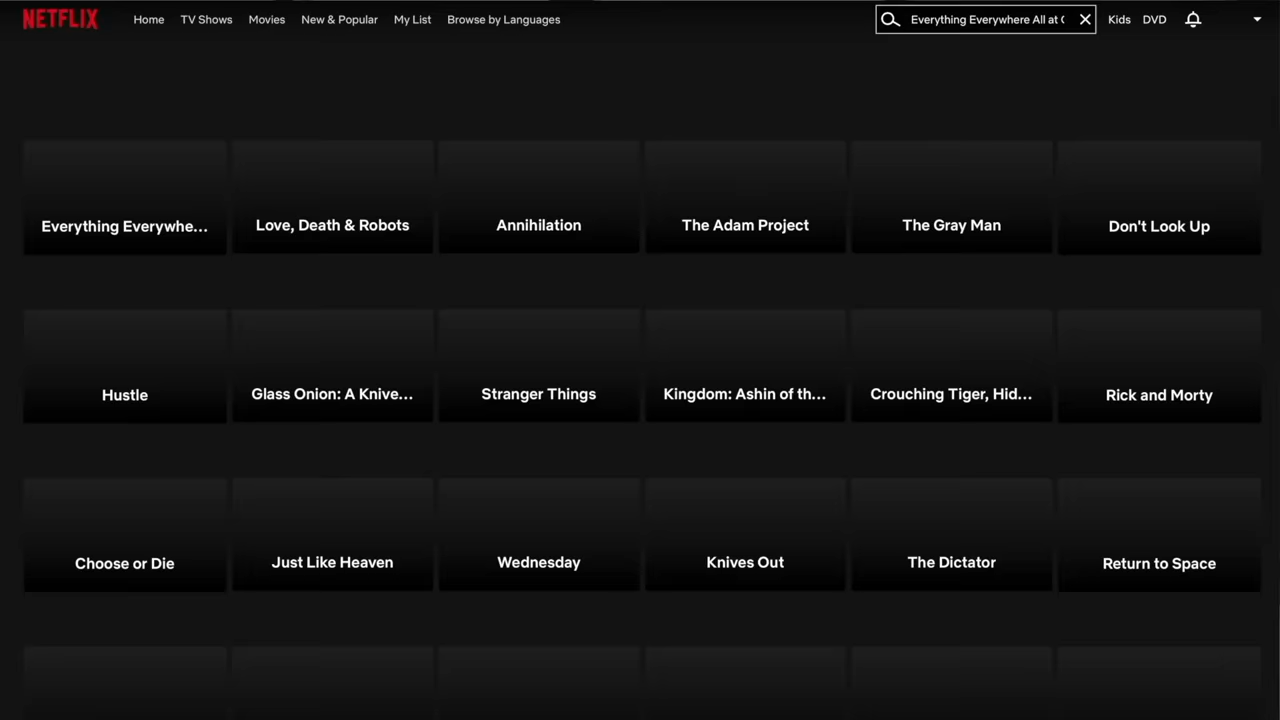 NETFLIX Home TV Shows Movies New & Popular My List Browse by Languages Everything Everywhere All at Kids DVD
Everything Everywhe... Love, Death & Robots Annihilation The Adam Project The Gray Man Don't Look Up
Hustle Glass Onion: A Knive... Stranger Things Kingdom: Ashin of th... Crouching Tiger, Hid... Rick and Morty
Choose or Die Just Like Heaven Wednesday Knives Out The Dictator Return to Space